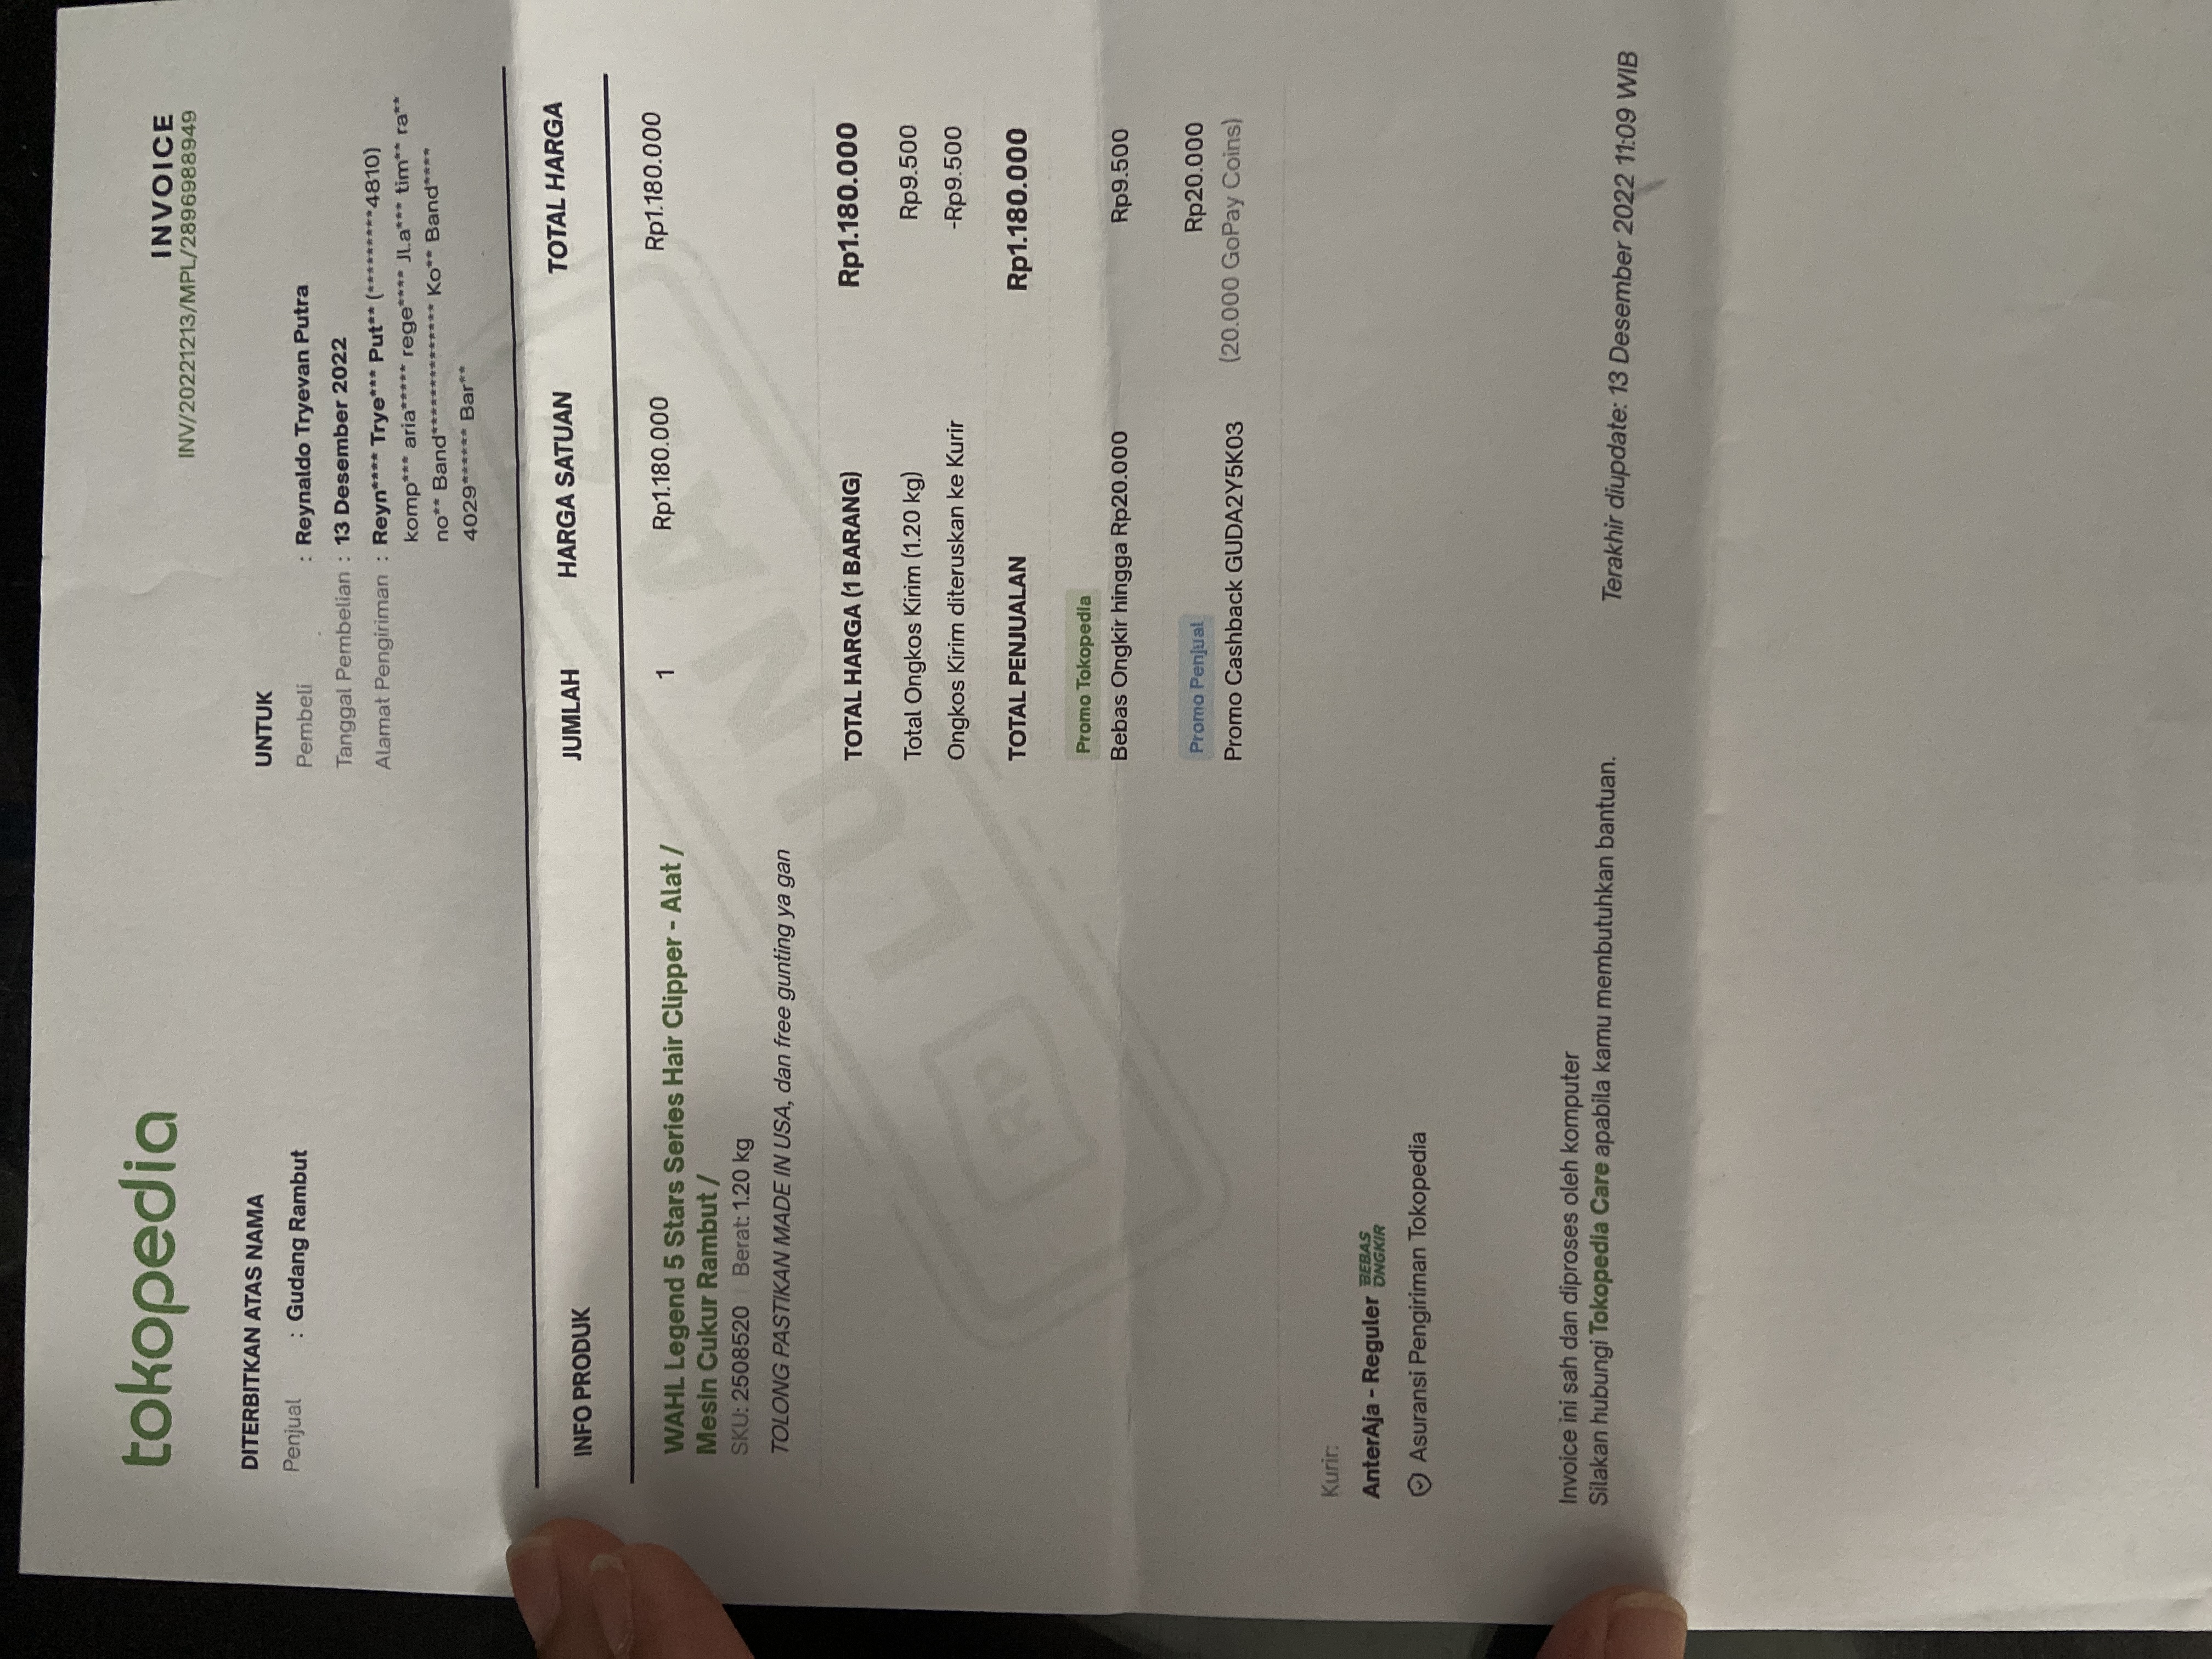 tokopedia
INVOICE
INV/20221213/MPL/2896988949
DITERBITKAN ATAS NAMA
Penjual : Gudang Rambut
UNTUK
Pembeli : Reynaldo Tryevan Putra
Tanggal Pembelian : 13 Desember 2022
Alamat Pengiriman : Reyn**** Trye*** Put** (*********4810)
komp*** aria***** rege**** JLa*** tim** ra**
no** Band*************** Ko** Band****
4029****** Bar**
INFO PRODUK JUMLAH HARGA SATUAN TOTAL HARGA
WAHL Legend 5 Stars Series Hair Clipper - Alat / 1 Rp1.180.000 Rp1.180.000
Mesin Cukur Rambut /
SKU: 2508520 Berat: 1.20 kg
TOLONG PASTIKAN MADE IN USA, dan free gunting ya gan
RP LUNAS
TOTAL HARGA (1 BARANG) Rp1.180.000
Total Ongkos Kirim (1.20 kg) Rp9.500
Ongkos Kirim diteruskan ke Kurir -Rp9.500
TOTAL PENJUALAN Rp1.180.000
Promo Tokopedia
Bebas Ongkir hingga Rp20.000 Rp9.500
Promo Penjual Rp20.000
Promo Cashback GUDA2Y5K03 (20.000 GoPay Coins)
Kurir:
AnterAja - Reguler BEBAS ONGKIR
Asuransi Pengiriman Tokopedia
Invoice ini sah dan diproses oleh komputer
Silakan hubungi Tokopedia Care apabila kamu membutuhkan bantuan.
Terakhir diupdate: 13 Desember 2022 11:09 WIB